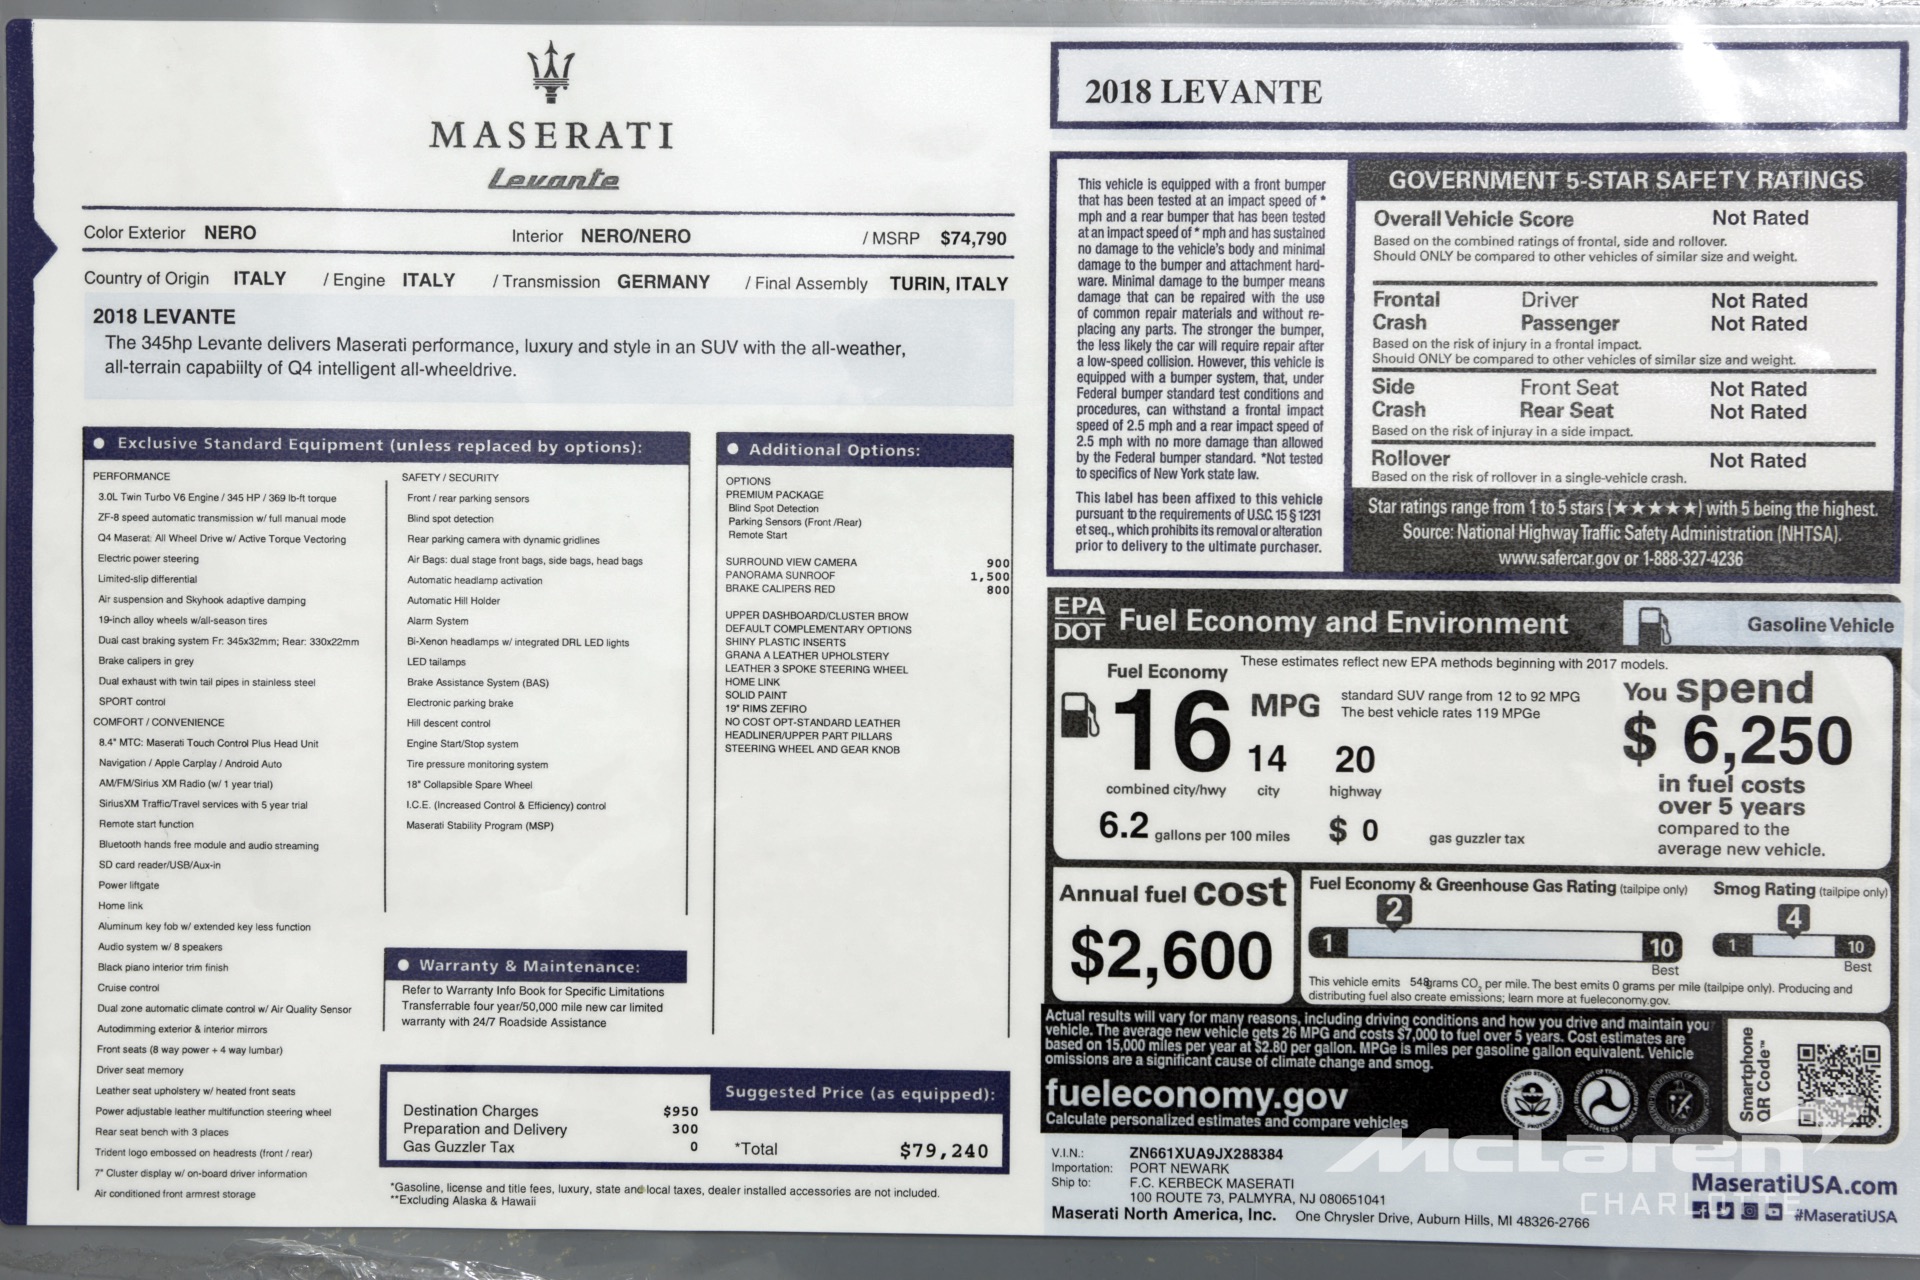 MASERATI
Levante
Color Exterior NERO Interior NERO/NERO / MSRP $74,790
Country of Origin ITALY / Engine ITALY / Transmission GERMANY / Final Assembly TURIN, ITALY
2018 LEVANTE
The 345hp Levante delivers Maserati performance, luxury and style in an SUV with the all-weather,
all-terrain capabiilty of Q4 intelligent all-wheeldrive.
Exclusive Standard Equipment (unless replaced by options):
PERFORMANCE
3.0L Twin Turbo V6 Engine / 345 HP / 369 lb-ft torque
ZF-8 speed automatic transmission w/ full manual mode
Q4 Maserat: All Wheel Drive w/ Active Torque Vectoring
Electric power steering
Limited-slip differential
Air suspension and Skyhook adaptive damping
19-inch alloy wheels w/all-season tires
Dual cast braking system Fr: 345x32mm; Rear: 330x22mm
Brake calipers in grey
Dual exhaust with twin tail pipes in stainless steel
SPORT control
COMFORT / CONVENIENCE
8.4" MTC: Maserati Touch Control Plus Head Unit
Navigation / Apple Carplay / Android Auto
AM/FM/Sirius XM Radio (w/ 1 year trial)
SiriusXM Traffic/Travel services with 5 year trial
Remote start function
Bluetooth hands free module and audio streaming
SD card reader/USB/Aux-in
Power liftgate
Home link
Aluminum key fob w/ extended key less function
Audio system w/ 8 speakers
Black piano interior trim finish
Cruise control
Dual zone automatic climate control w/ Air Quality Sensor
Autodimming exterior & interior mirrors
Front seats (8 way power + 4 way lumbar)
Driver seat memory
Leather seat upholstery w/ heated front seats
Power adjustable leather multifunction steering wheel
Rear seat bench with 3 places
Trident logo embossed on headrests (front / rear)
7" Cluster display w/ on-board driver information
Air conditioned front armrest storage
SAFETY / SECURITY
Front / rear parking sensors
Blind spot detection
Rear parking camera with dynamic gridlines
Air Bags: dual stage front bags, side bags, head bags
Automatic headlamp activation
Automatic Hill Holder
Alarm System
Bi-Xenon headlamps w/ integrated DRL LED lights
LED tailamps
Brake Assistance System (BAS)
Electronic parking brake
Hill descent control
Engine Start/Stop system
Tire pressure monitoring system
18" Collapsible Spare Wheel
I.C.E. (Increased Control & Efficiency) control
Maserati Stability Program (MSP)
Warranty & Maintenance:
Refer to Warranty Info Book for Specific Limitations
Transferrable four year/50,000 mile new car limited
warranty with 24/7 Roadside Assistance
Additional Options:
OPTIONS
PREMIUM PACKAGE
Blind Spot Detection
Parking Sensors (Front /Rear)
Remote Start
SURROUND VIEW CAMERA 900
PANORAMA SUNROOF 1,500
BRAKE CALIPERS RED 800
UPPER DASHBOARD/CLUSTER BROW
DEFAULT COMPLEMENTARY OPTIONS
SHINY PLASTIC INSERTS
GRANA A LEATHER UPHOLSTERY
LEATHER 3 SPOKE STEERING WHEEL
HOME LINK
SOLID PAINT
19" RIMS ZEFIRO
NO COST OPT-STANDARD LEATHER
HEADLINER/UPPER PART PILLARS
STEERING WHEEL AND GEAR KNOB
Destination Charges $950
Preparation and Delivery 300
Gas Guzzler Tax 0
Suggested Price (as equipped):
*Total $79,240
*Gasoline, license and title fees, luxury, state and local taxes, dealer installed accessories are not included.
**Excluding Alaska & Hawaii
2018 LEVANTE
This vehicle is equipped with a front bumper
that has been tested at an impact speed of *
mph and a rear bumper that has been tested
at an impact speed of * mph and has sustained
no damage to the vehicle's body and minimal
damage to the bumper and attachment hard-
ware. Minimal damage to the bumper means
damage that can be repaired with the use
of common repair materials and without re-
placing any parts. The stronger the bumper,
the less likely the car will require repair after
a low-speed collision. However, this vehicle is
equipped with a bumper system, that, under
Federal bumper standard test conditions and
procedures, can withstand a frontal impact
speed of 2.5 mph and a rear impact speed of
2.5 mph with no more damage than allowed
by the Federal bumper standard. *Not tested
to specifics of New York state law.
This label has been affixed to this vehicle
pursuant to the requirements of U.S.C. 15 § 1231
et seq., which prohibits its removal or alteration
prior to delivery to the ultimate purchaser.
GOVERNMENT 5-STAR SAFETY RATINGS
Overall Vehicle Score Not Rated
Based on the combined ratings of frontal, side and rollover.
Should ONLY be compared to other vehicles of similar size and weight.
Frontal Driver Not Rated
Crash Passenger Not Rated
Based on the risk of injury in a frontal impact.
Should ONLY be compared to other vehicles of similar size and weight.
Side Front Seat Not Rated
Crash Rear Seat Not Rated
Based on the risk of injuray in a side impact.
Rollover Not Rated
Based on the risk of rollover in a single-vehicle crash.
Star ratings range from 1 to 5 stars (★★★★★) with 5 being the highest.
Source: National Highway Traffic Safety Administration (NHTSA).
www.safercar.gov or 1-888-327-4236
EPA
DOT
Fuel Economy and Environment
Gasoline Vehicle
Fuel Economy
These estimates reflect new EPA methods beginning with 2017 models.
16 MPG
standard SUV range from 12 to 92 MPG
The best vehicle rates 119 MPGe
14 20
combined city/hwy city highway
6.2 gallons per 100 miles $ 0 gas guzzler tax
You spend
$ 6,250
in fuel costs
over 5 years
compared to the
average new vehicle.
Annual fuel cost
$2,600
Fuel Economy & Greenhouse Gas Rating (tailpipe only)
2
1 10
Best
Smog Rating (tailpipe only)
4
1 10
Best
This vehicle emits 548grams CO2 per mile. The best emits 0 grams per mile (tailpipe only). Producing and
distributing fuel also create emissions; learn more at fueleconomy.gov.
Actual results will vary for many reasons, including driving conditions and how you drive and maintain you
vehicle. The average new vehicle gets 26 MPG and costs $7,000 to fuel over 5 years. Cost estimates are
based on 15,000 miles per year at $2.80 per gallon. MPGe is miles per gasoline gallon equivalent. Vehicle
omissions are a significant cause of climate change and smog.
fueleconomy.gov
Calculate personalized estimates and compare vehicles
Smartphone
QR Code™
V.I.N.: ZN661XUA9JX288384
Importation: PORT NEWARK
Ship to: F.C. KERBECK MASERATI
100 ROUTE 73, PALMYRA, NJ 080651041
Maserati North America, Inc. One Chrysler Drive, Auburn Hills, MI 48326-2766
MaseratiUSA.com
#MaseratiUSA
McLaren
CHARLOTTE